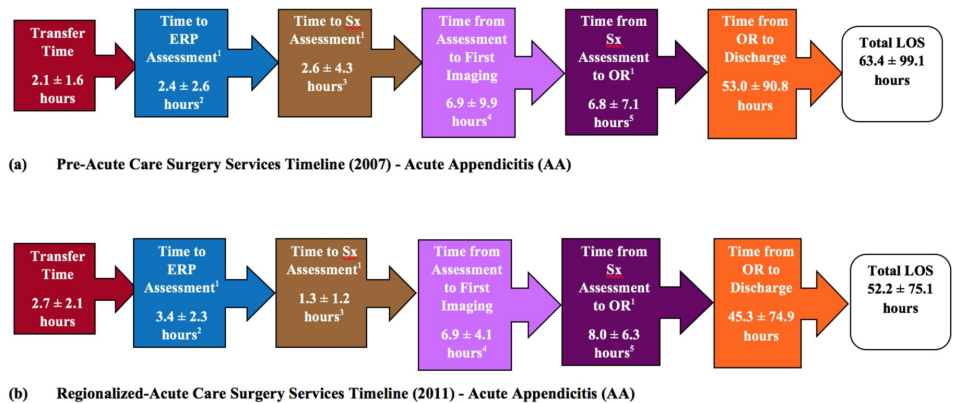 Transfer
Time
2.1 ± 1.6
hours
Time to
ERP
Assessment¹
2.4 ± 2.6
hours²
Time to Sx
Assessment¹
2.6 ± 4.3
hours³
Time from
Assessment
to First
Imaging
6.9 ± 9.9
hours⁴
Time from
Sx
Assessment
to OR¹
6.8 ± 7.1
hours⁵
Time from
OR to
Discharge
53.0 ± 90.8
hours
Total LOS
63.4 ± 99.1
hours
(a) Pre-Acute Care Surgery Services Timeline (2007) - Acute Appendicitis (AA)
Transfer
Time
2.7 ± 2.1
hours
Time to
ERP
Assessment¹
3.4 ± 2.3
hours²
Time to Sx
Assessment¹
1.3 ± 1.2
hours³
Time from
Assessment
to First
Imaging
6.9 ± 4.1
hours⁴
Time from
Sx
Assessment
to OR¹
8.0 ± 6.3
hours⁵
Time from
OR to
Discharge
45.3 ± 74.9
hours
Total LOS
52.2 ± 75.1
hours
(b) Regionalized-Acute Care Surgery Services Timeline (2011) - Acute Appendicitis (AA)